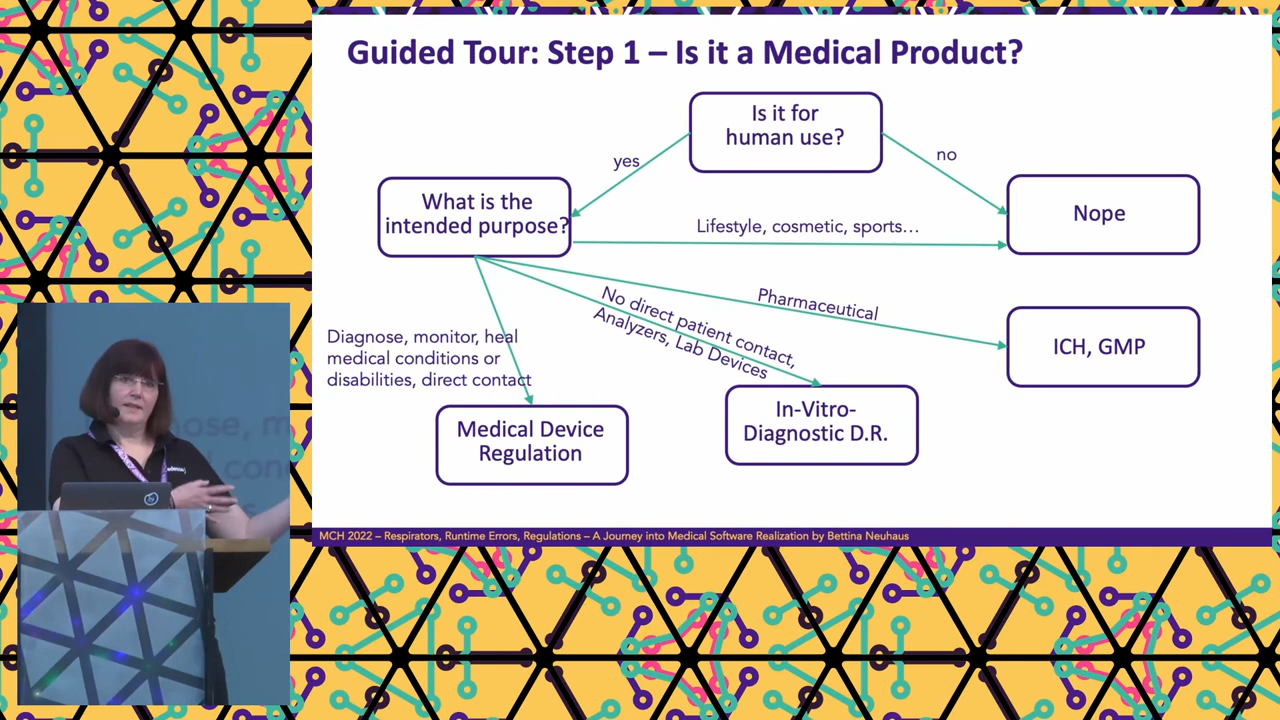 Guided Tour: Step 1 – Is it a Medical Product?
Is it for
human use?
yes
no
What is the
intended purpose?
Nope
Lifestyle, cosmetic, sports...
Pharmaceutical
No direct patient contact,
Analyzers, Lab Devices
ICH, GMP
Diagnose, monitor, heal
medical conditions or
disabilities, direct contact
Medical Device
Regulation
In-Vitro-
Diagnostic D.R.
MCH 2022 – Respirators, Runtime Errors, Regulations – A Journey into Medical Software Realization by Bettina Neuhaus